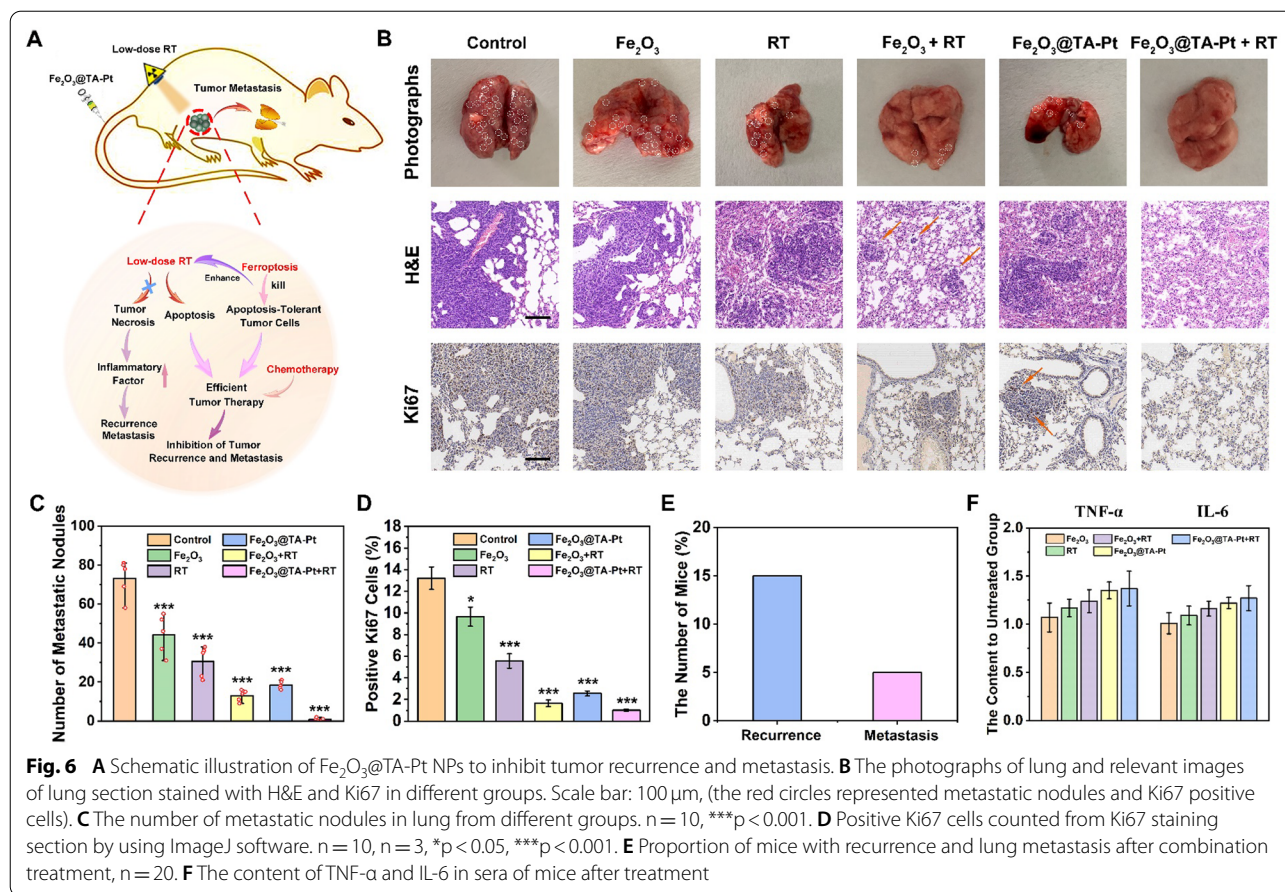 A
Low-dose RT
Fe₂O₃@TA-Pt
Tumor Metastasis
Low-dose RT
Enhance
Ferroptosis
kill
Tumor
Necrosis
Apoptosis
Apoptosis-Tolerant
Tumor Cells
Inflammatory
Factor
Chemotherapy
Efficient
Tumor Therapy
Recurrence
Metastasis
Inhibition of Tumor
Recurrence and Metastasis
B
Control
Fe₂O₃
RT
Fe₂O₃ + RT
Fe₂O₃@TA-Pt
Fe₂O₃@TA-Pt + RT
Photographs
H&E
Ki67
C
Number of Metastatic Nodules
100
80
60
40
20
0
Control
Fe₂O₃
RT
Fe₂O₃@TA-Pt
Fe₂O₃+RT
Fe₂O₃@TA-Pt+RT
***
***
***
***
***
D
Positive Ki67 Cells (%)
18
16
14
12
10
8
6
4
2
0
Control
Fe₂O₃
RT
Fe₂O₃@TA-Pt
Fe₂O₃+RT
Fe₂O₃@TA-Pt+RT
*
***
***
***
***
E
The Number of Mice (%)
20
15
10
5
0
Recurrence
Metastasis
F
The Content to Untreated Group
2.0
1.5
1.0
0.5
0.0
TNF-α
IL-6
Fe₂O₃
RT
Fe₂O₃+RT
Fe₂O₃@TA-Pt
Fe₂O₃@TA-Pt+RT
Fig. 6 A Schematic illustration of Fe₂O₃@TA-Pt NPs to inhibit tumor recurrence and metastasis. B The photographs of lung and relevant images
of lung section stained with H&E and Ki67 in different groups. Scale bar: 100 μm, (the red circles represented metastatic nodules and Ki67 positive
cells). C The number of metastatic nodules in lung from different groups. n = 10, ***p < 0.001. D Positive Ki67 cells counted from Ki67 staining
section by using ImageJ software. n = 10, n = 3, *p < 0.05, ***p < 0.001. E Proportion of mice with recurrence and lung metastasis after combination
treatment, n = 20. F The content of TNF-α and IL-6 in sera of mice after treatment